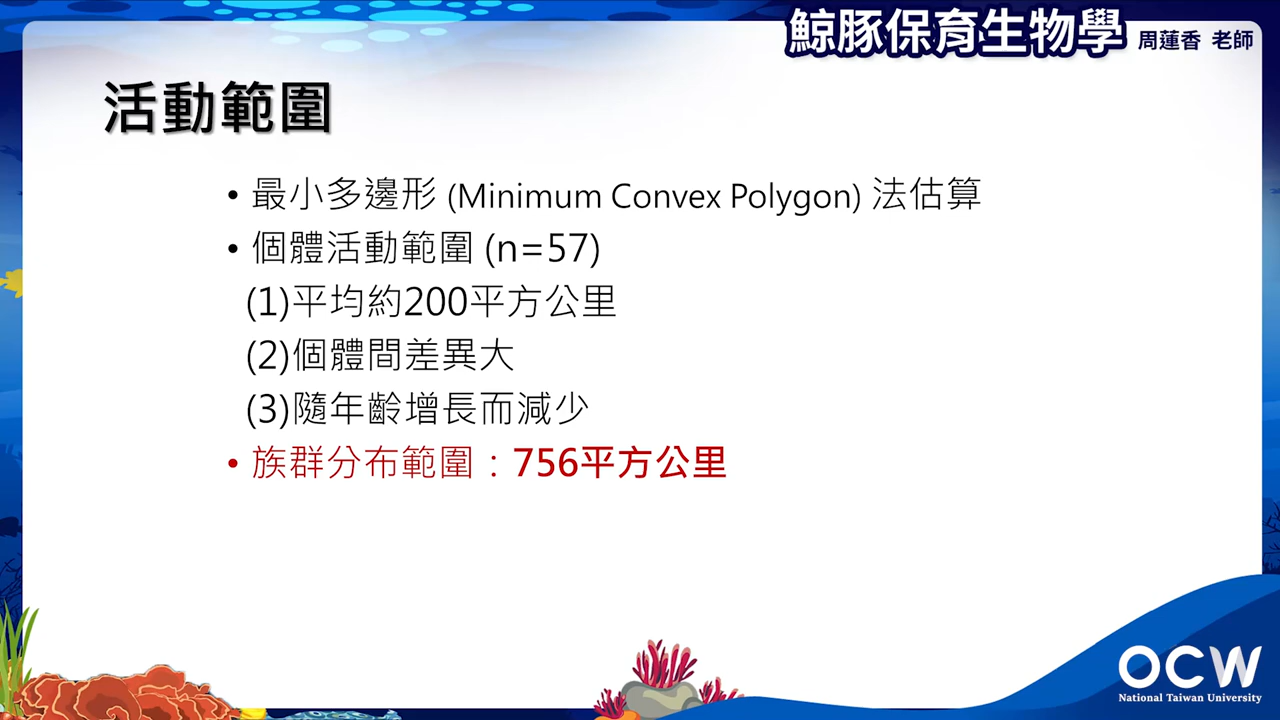 鯨豚保育生物學 周蓮香 老師
活動範圍
• 最小多邊形 (Minimum Convex Polygon) 法估算
• 個體活動範圍 (n=57)
(1)平均約200平方公里
(2)個體間差異大
(3)隨年齡增長而減少
• 族群分布範圍：756平方公里
OCW
National Taiwan University